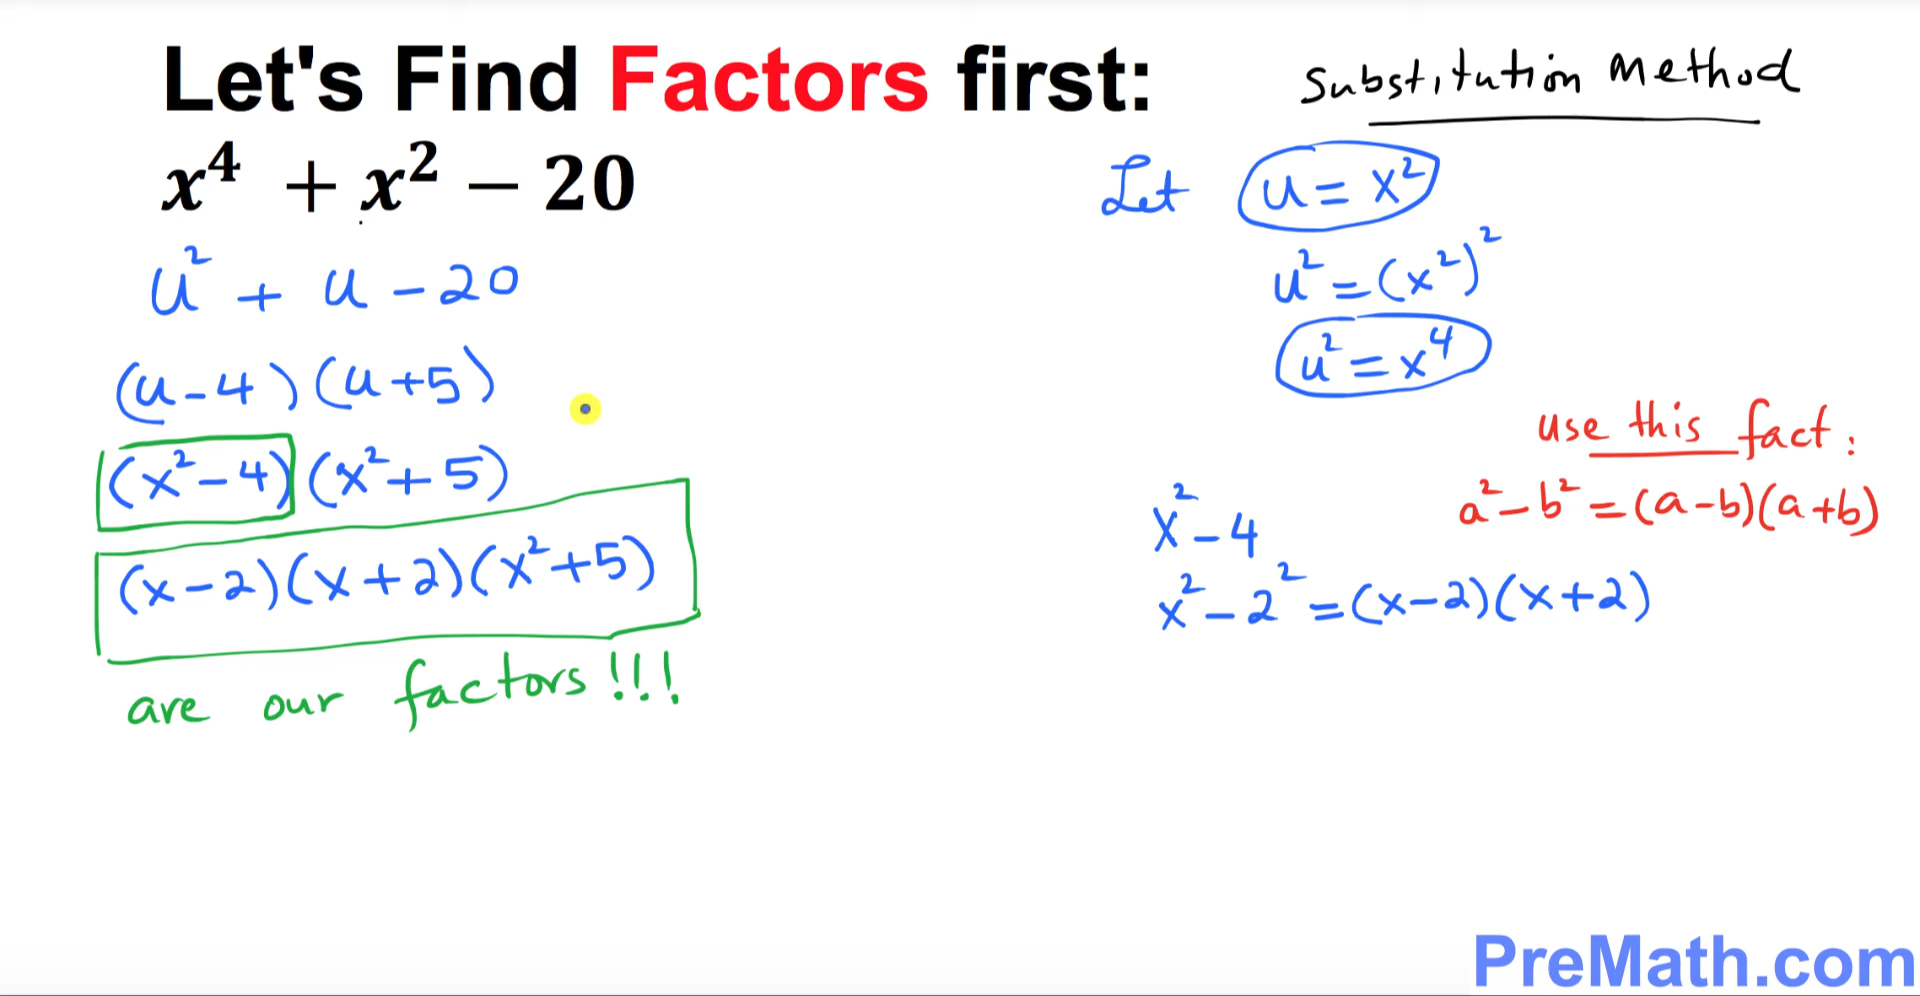 Let's Find Factors first:
x⁴ + x² − 20
u² + u − 20
(u−4)(u+5)
(x²−4)(x²+5)
(x−2)(x+2)(x²+5)
are our factors!!!
Substitution Method
Let u = x²
u² = (x²)²
u² = x⁴
use this fact:
a²−b² = (a−b)(a+b)
x²−4
x²−2² = (x−2)(x+2)
PreMath.com